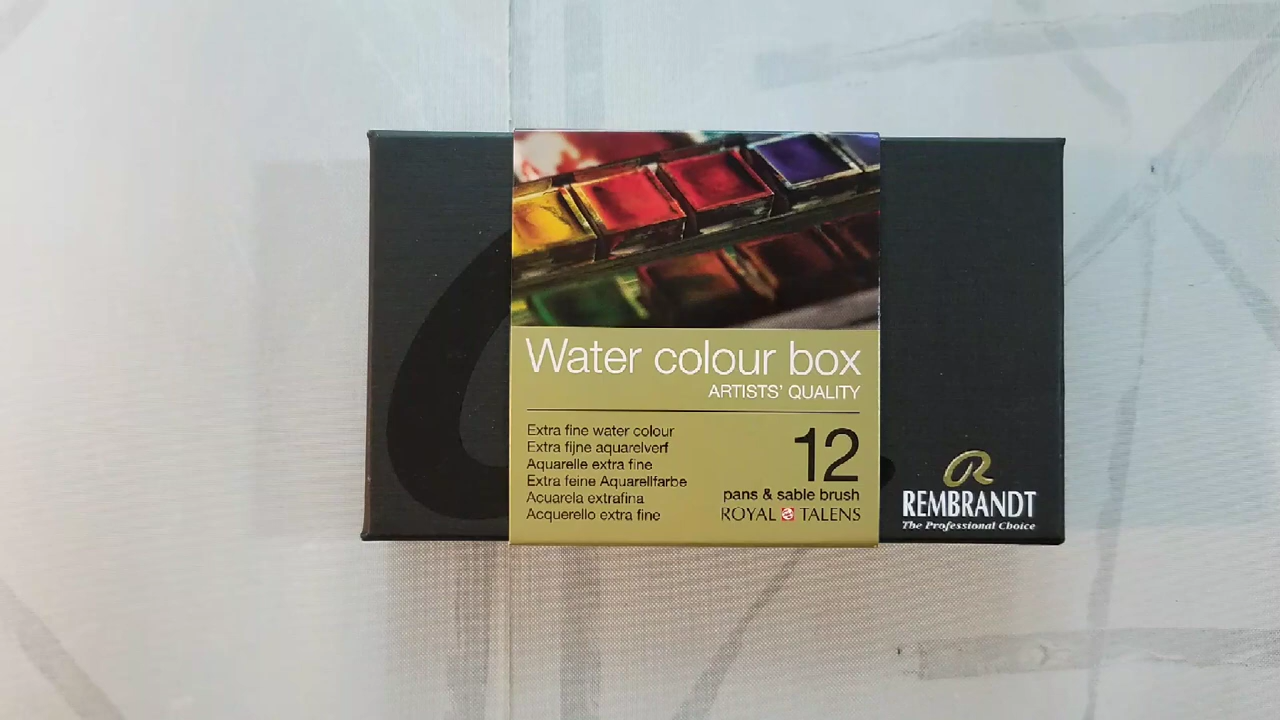 Water colour box
ARTISTS' QUALITY
Extra fine water colour
Extra fijne aquarelverf
Aquarelle extra fine
Extra feine Aquarellfarbe
Acuarela extrafina
Acquerello extra fine
12
pans & sable brush
ROYAL TALENS
R
REMBRANDT
The Professional Choice